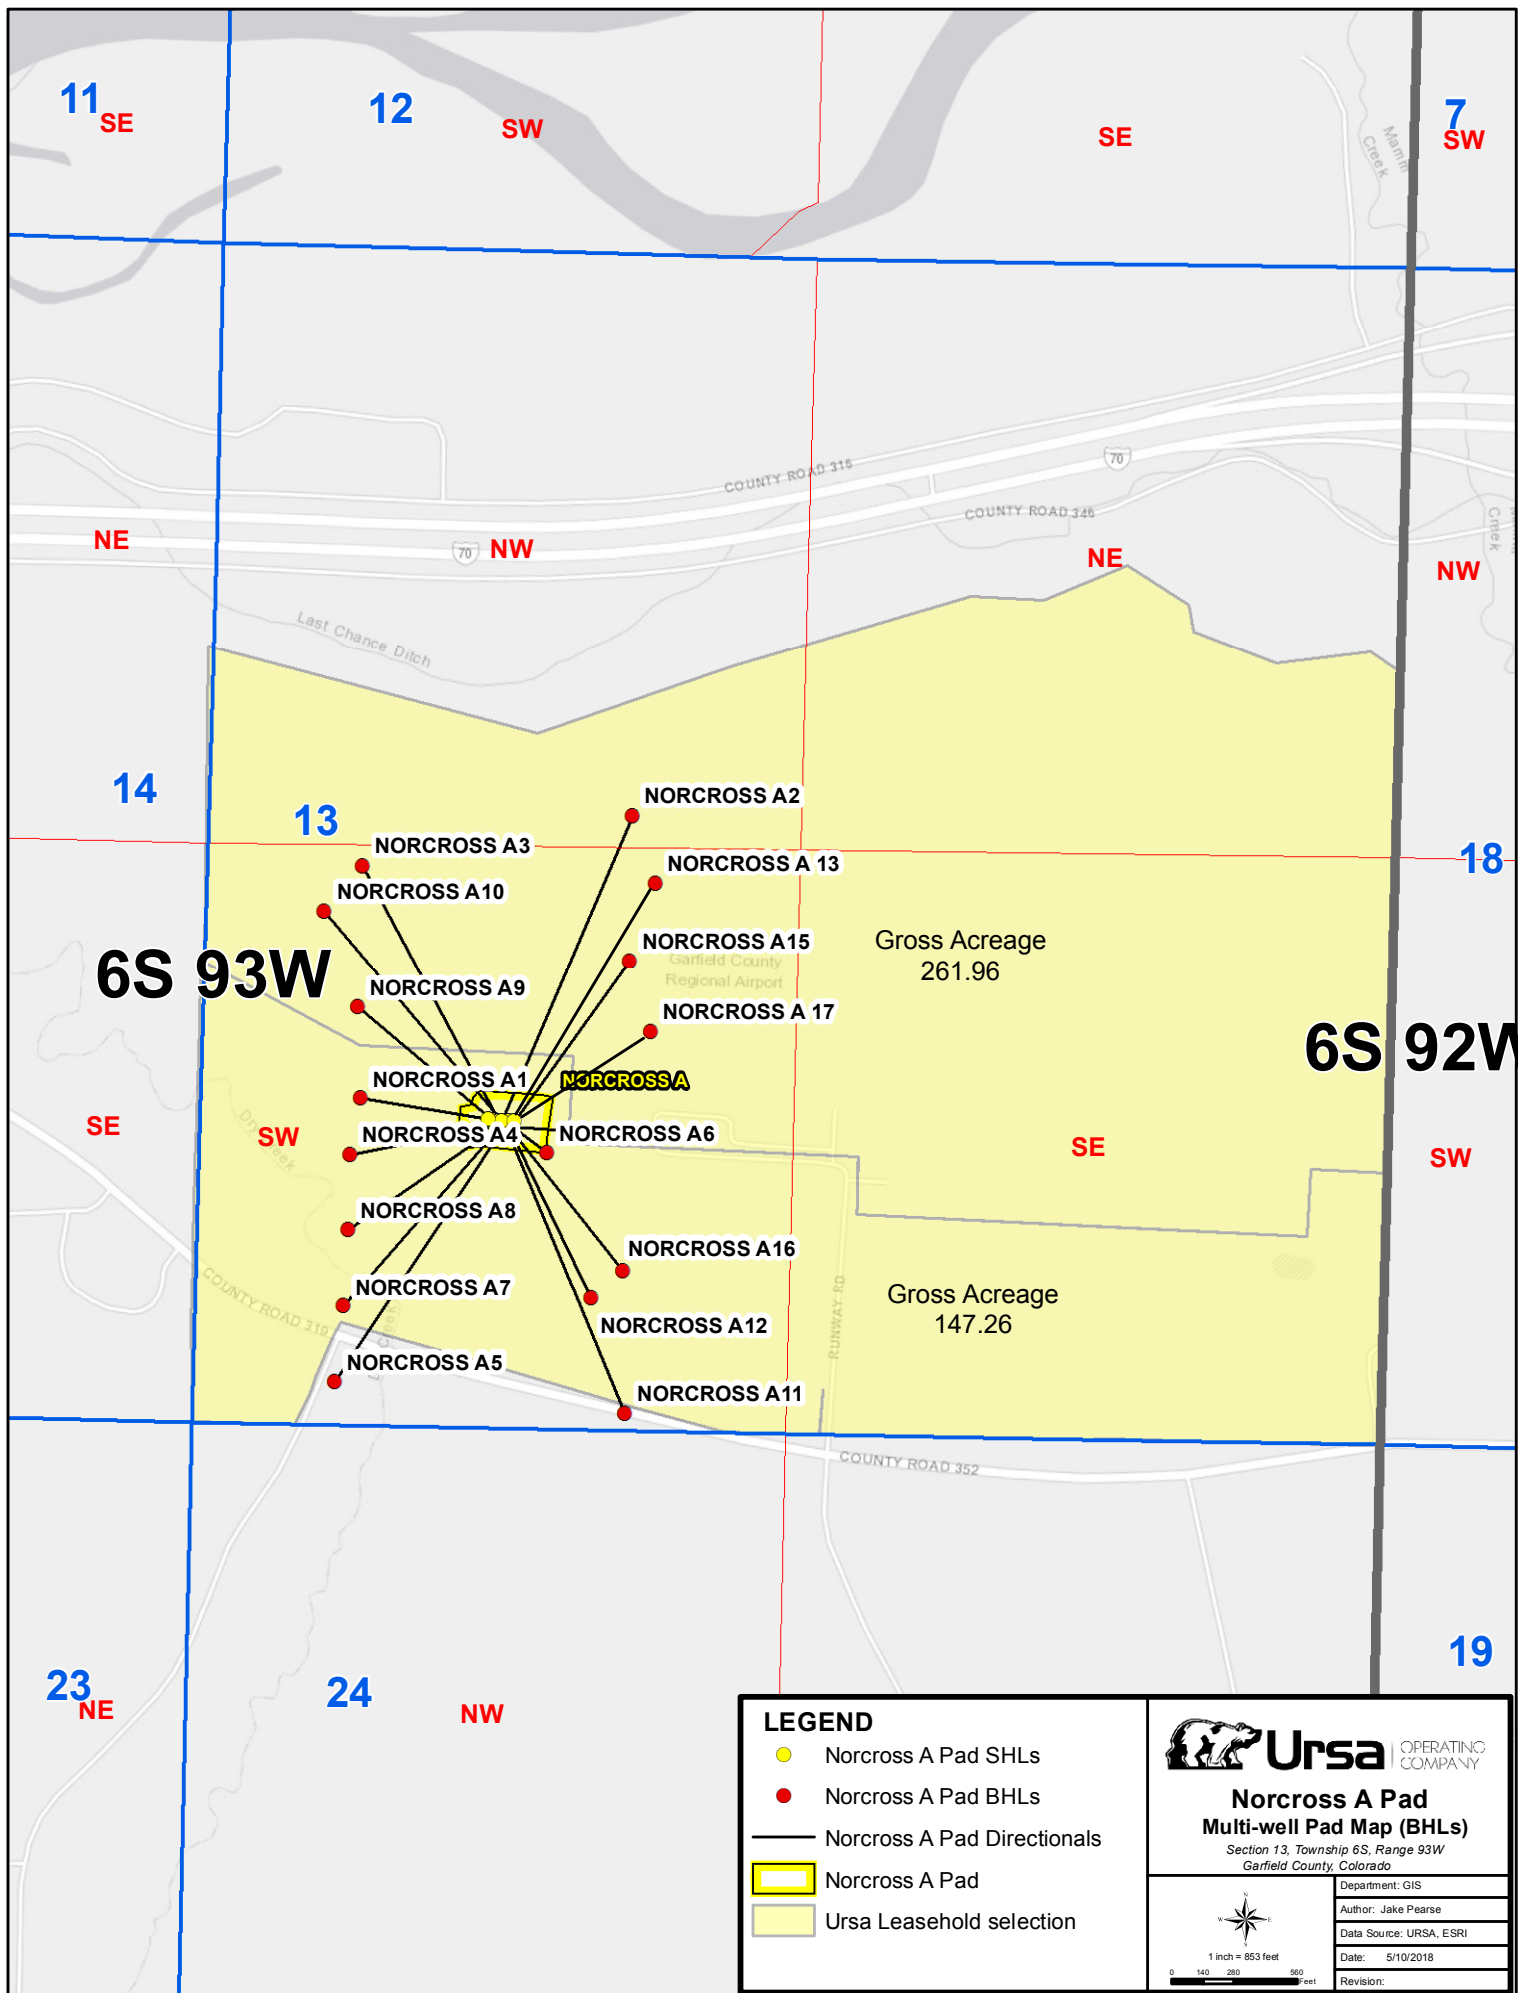 11
SE
12
SW
SE
7
SW
Mamm
Creek
COUNTY ROAD 315
70
COUNTY ROAD 346
Creek
NE
70
NW
NE
NW
Last Chance Ditch
14
13
NORCROSS A2
NORCROSS A3
NORCROSS A 13
18
NORCROSS A10
NORCROSS A15
Garfield County
Regional Airport
Gross Acreage
261.96
6S 93W
NORCROSS A9
NORCROSS A 17
6S 92W
NORCROSS A1
NORCROSS A
SE
SW
Dry Creek
NORCROSS A4
NORCROSS A6
SE
SW
NORCROSS A8
NORCROSS A16
COUNTY ROAD 319
NORCROSS A7
Creek
NORCROSS A12
RUNWAY RD
Gross Acreage
147.26
NORCROSS A5
NORCROSS A11
COUNTY ROAD 352
23
NE
24
NW
19
LEGEND
Norcross A Pad SHLs
Norcross A Pad BHLs
Norcross A Pad Directionals
Norcross A Pad
Ursa Leasehold selection
Ursa OPERATING
COMPANY
Norcross A Pad
Multi-well Pad Map (BHLs)
Section 13, Township 6S, Range 93W
Garfield County, Colorado
N
W E
S
1 inch = 853 feet
0 140 280 560
Feet
Department: GIS
Author: Jake Pearse
Data Source: URSA, ESRI
Date: 5/10/2018
Revision: